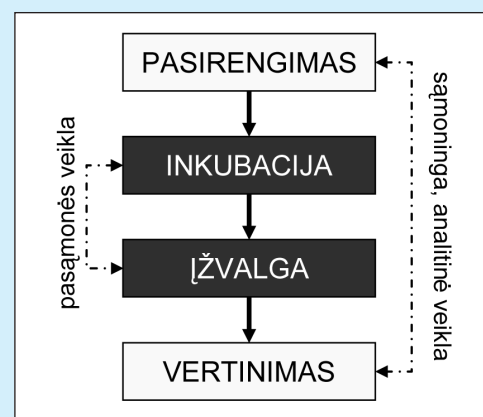 PASIRENGIMAS
INKUBACIJA
ĮŽVALGA
VERTINIMAS
pasąmonės veikla
sąmoninga, analitinė veikla